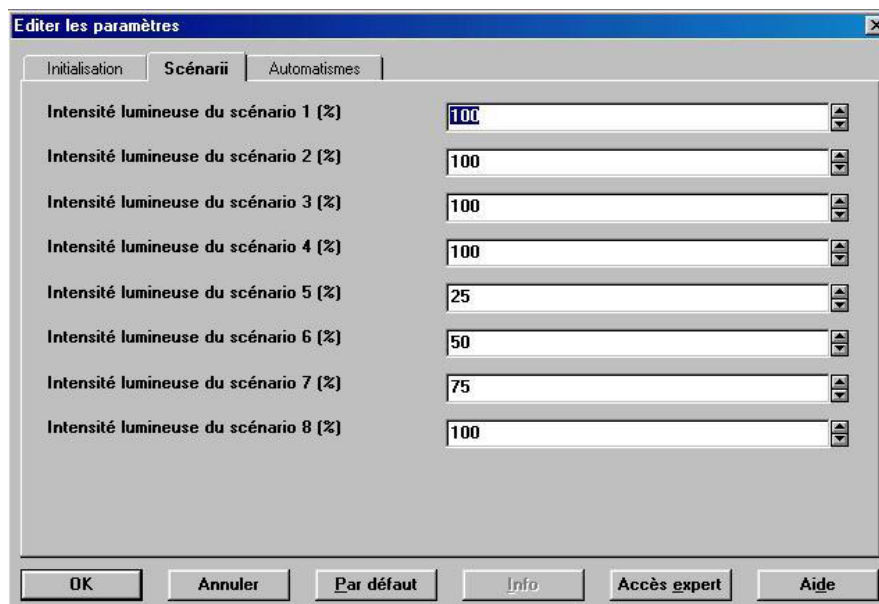 Editer les paramètres
Initialisation Scénarii Automatismes
Intensité lumineuse du scénario 1 (%) 100
Intensité lumineuse du scénario 2 (%) 100
Intensité lumineuse du scénario 3 (%) 100
Intensité lumineuse du scénario 4 (%) 100
Intensité lumineuse du scénario 5 (%) 25
Intensité lumineuse du scénario 6 (%) 50
Intensité lumineuse du scénario 7 (%) 75
Intensité lumineuse du scénario 8 (%) 100
OK Annuler Par défaut Info Accès expert Aide